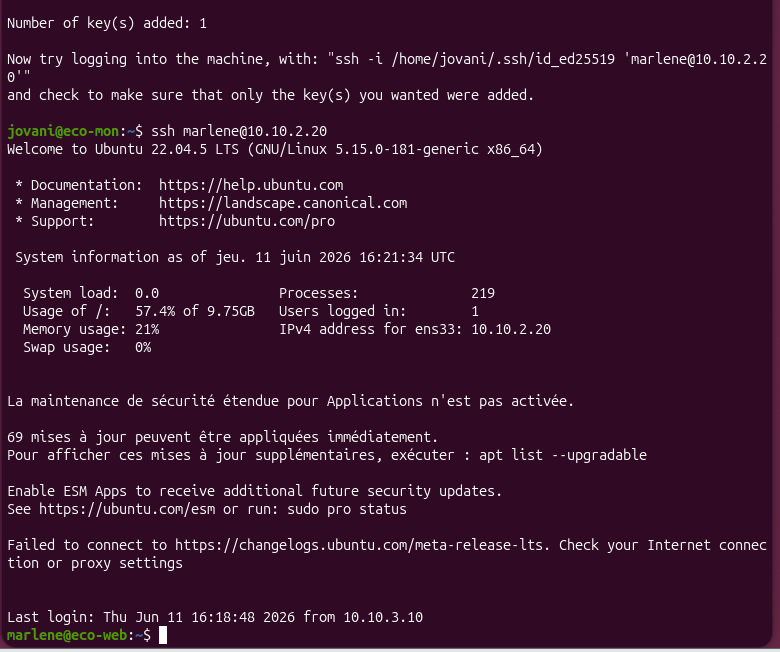 Number of key(s) added: 1
Now try logging into the machine, with: "ssh -i /home/jovani/.ssh/id_ed25519 'marlene@10.10.2.2
0'"
and check to make sure that only the key(s) you wanted were added.
jovani@eco-mon:~$ ssh marlene@10.10.2.20
Welcome to Ubuntu 22.04.5 LTS (GNU/Linux 5.15.0-181-generic x86_64)
* Documentation:  https://help.ubuntu.com
* Management:     https://landscape.canonical.com
* Support:        https://ubuntu.com/pro
System information as of jeu. 11 juin 2026 16:21:34 UTC
System load:  0.0               Processes:              219
Usage of /:   57.4% of 9.75GB   Users logged in:        1
Memory usage: 21%               IPv4 address for ens33: 10.10.2.20
Swap usage:   0%
La maintenance de sécurité étendue pour Applications n'est pas activée.
69 mises à jour peuvent être appliquées immédiatement.
Pour afficher ces mises à jour supplémentaires, exécuter : apt list --upgradable
Enable ESM Apps to receive additional future security updates.
See https://ubuntu.com/esm or run: sudo pro status
Failed to connect to https://changelogs.ubuntu.com/meta-release-lts. Check your Internet connec
tion or proxy settings
Last login: Thu Jun 11 16:18:48 2026 from 10.10.3.10
marlene@eco-web:~$